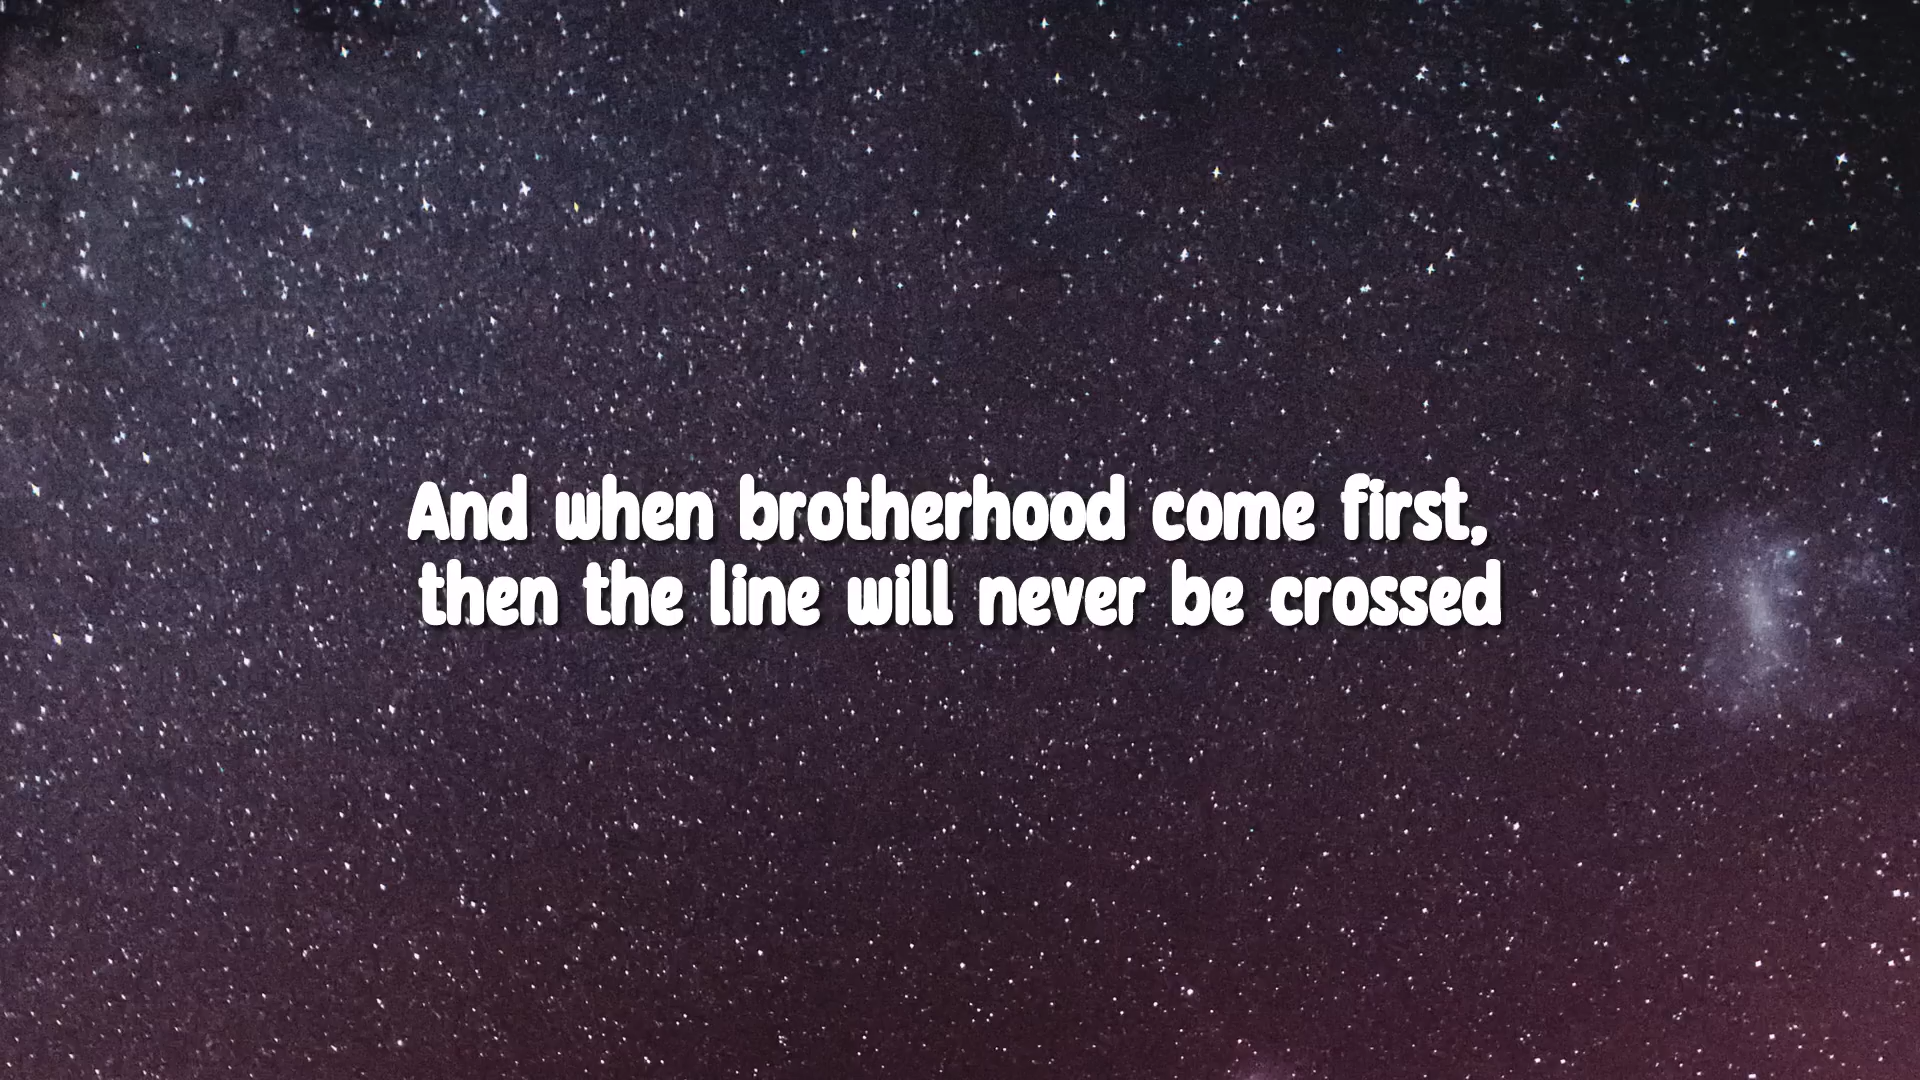 And when brotherhood come first,
then the line will never be crossed